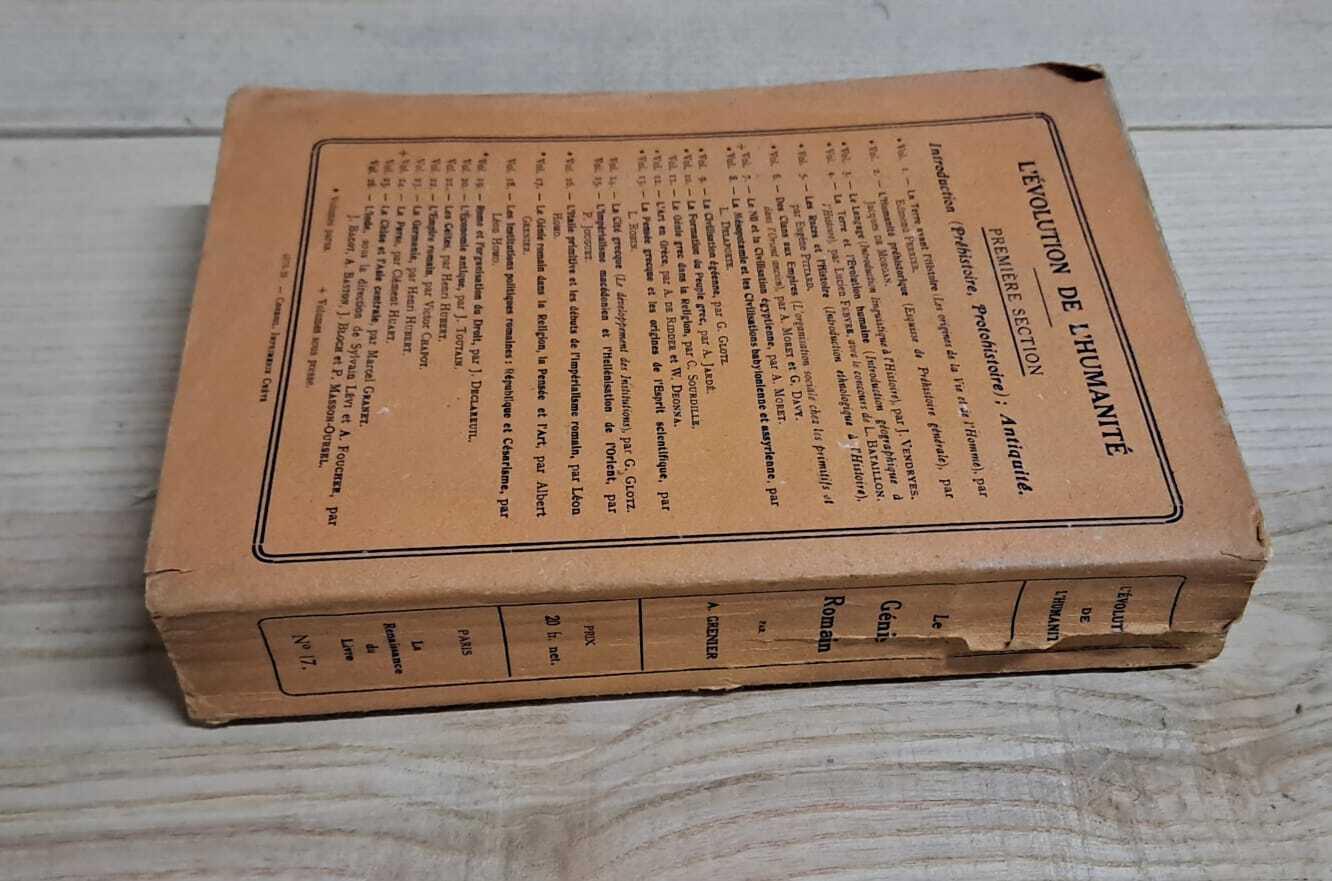 L'ÉVOLUTION DE L'HUMANITÉ
PREMIÈRE SECTION
Introduction (Préhistoire, Protohistoire); Antiquité.
* Vol. 1. — La Terre avant l'Histoire (Les origines de la Vie et de l'Homme), par
Edmond PERRIER.
* Vol. 2. — L'Humanité préhistorique (Esquisse de Préhistoire générale), par
Jacques DE MORGAN.
* Vol. 3. — Le Langage (Introduction linguistique à l'Histoire), par J. VENDRYES.
* Vol. 4. — La Terre et l'Évolution humaine (Introduction géographique à
l'Histoire), par Lucien FEBVRE, avec le concours de L. BATAILLON.
* Vol. 5. — Les Races et l'Histoire (Introduction ethnologique à l'Histoire),
par Eugène PITTARD.
* Vol. 6. — Des Clans aux Empires (L'organisation sociale chez les primitifs et
dans l'Orient ancien), par A. MORET et G. DAVY.
+ Vol. 7. — Le Nil et la Civilisation égyptienne, par A. MORET.
* Vol. 8. — La Mésopotamie et les Civilisations babylonienne et assyrienne, par
L. DELAPORTE.
* Vol. 9. — La Civilisation égéenne, par G. GLOTZ.
* Vol. 10. — La Formation du Peuple grec, par A. JARDÉ.
Vol. 11. — Le Génie grec dans la Religion, par C. SOURDILLE.
Vol. 12. — L'Art en Grèce, par A. DE RIDDER et W. DEONNA.
* Vol. 13. — La Pensée grecque et les origines de l'Esprit scientifique, par
L. ROBIN.
Vol. 14. — La Cité grecque (Le développement des Institutions), par G. GLOTZ.
Vol. 15. — L'Impérialisme macédonien et l'Hellénisation de l'Orient, par
P. JOUGUET.
* Vol. 16. — L'Italie primitive et les débuts de l'Impérialisme romain, par Léon
HOMO.
* Vol. 17. — Le Génie romain dans la Religion, la Pensée et l'Art, par Albert
GRENIER.
Vol. 18. — Les Institutions politiques romaines : République et Césarisme, par
Léon HOMO.
* Vol. 19. — Rome et l'organisation du Droit, par J. DECLAREUIL.
Vol. 20. — L'Économie antique, par J. TOUTAIN.
Vol. 21. — Les Celtes, par Henri HUBERT.
Vol. 22. — L'Empire romain, par Victor CHAPOT.
Vol. 23. — La Germanie, par Henri HUBERT.
+ Vol. 24. — La Perse, par Clément HUART.
Vol. 25. — La Chine et l'Asie centrale, par Marcel GRANET.
Vol. 26. — L'Inde, sous la direction de Sylvain LÉVI et A. FOUCHER, par
J. BACOT, A. BASTON, J. BLOCH et P. MASSON-OURSEL.
* Volumes parus. + Volumes sous presse.
CORBEIL. IMPRIMERIE CRÉTÉ
L'ÉVOLUT
DE
L'HUMANIT
Le
Géni
Romain
PAR
A. GRENIER
PRIX
20 fr. net.
PARIS
La
Renaissance
du
Livre
N° 17.